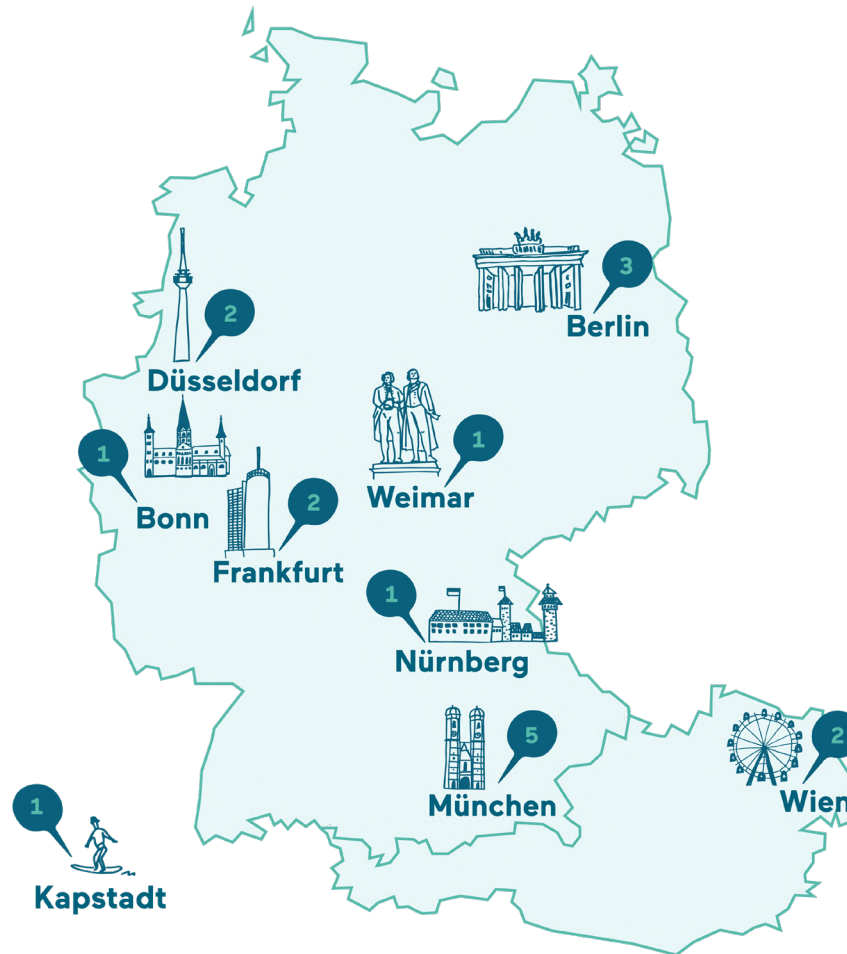 3
Berlin
2
Düsseldorf
1
Bonn
1
Weimar
2
Frankfurt
1
Nürnberg
5
München
2
Wien
1
Kapstadt